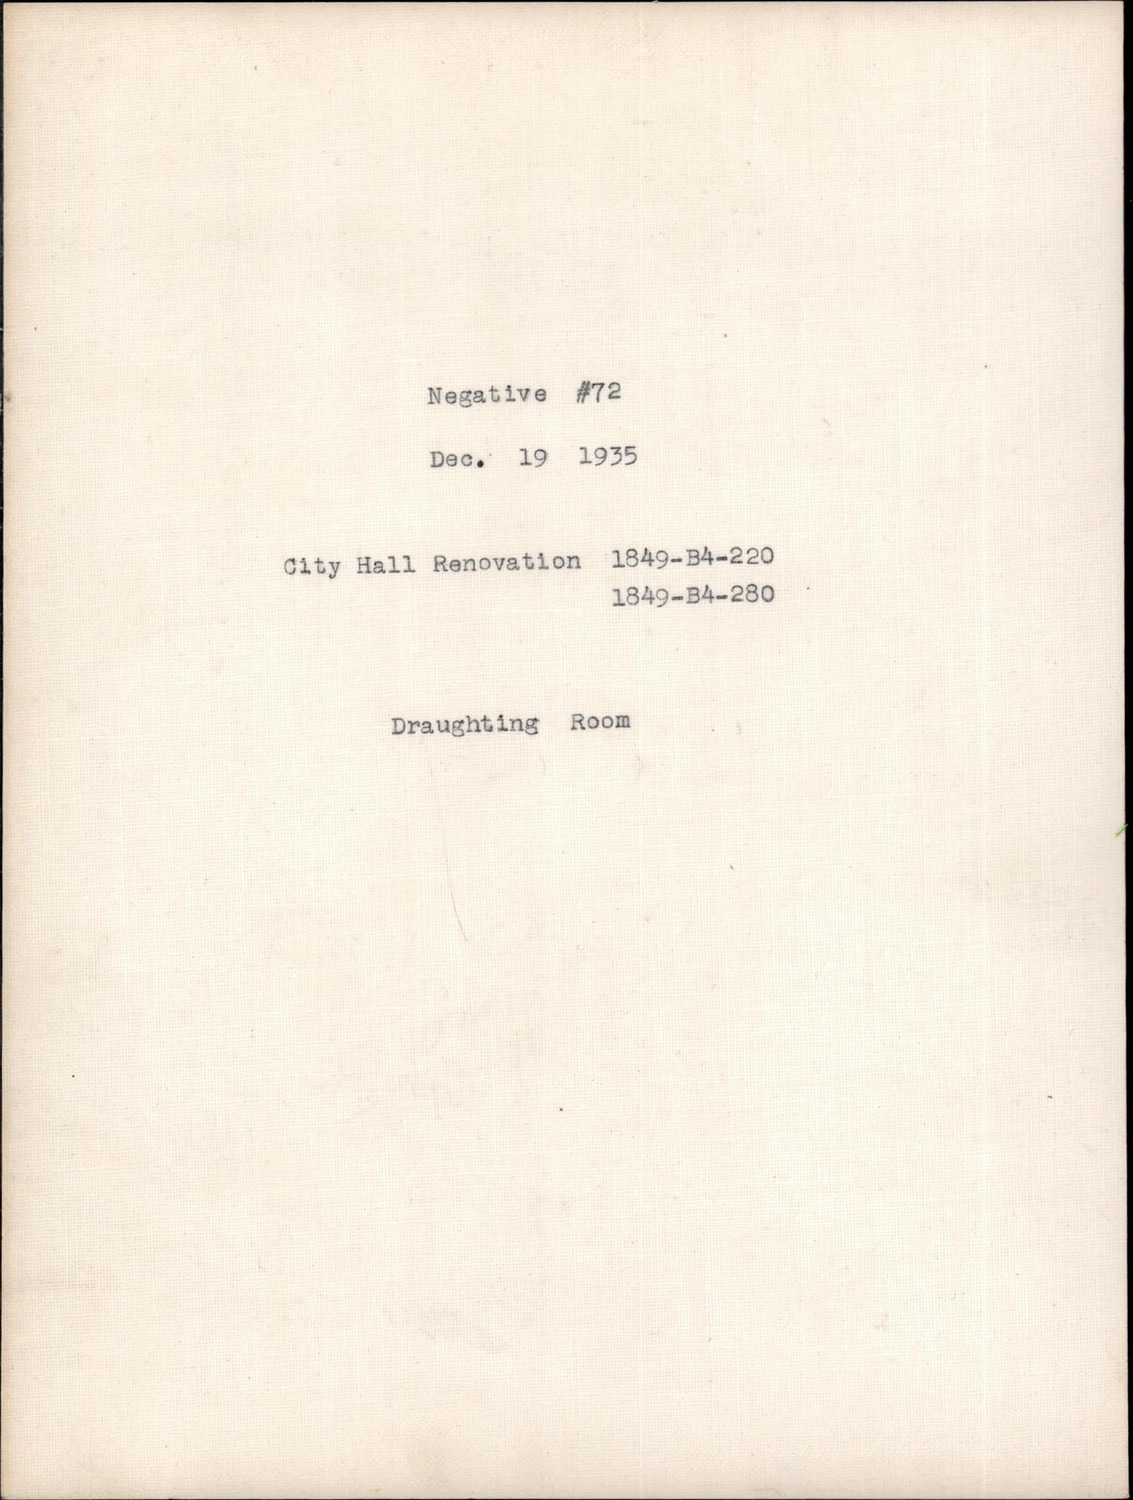 Negative #72
Dec. 19 1935
City Hall Renovation 1849-B4-220
1849-B4-280
Draughting Room